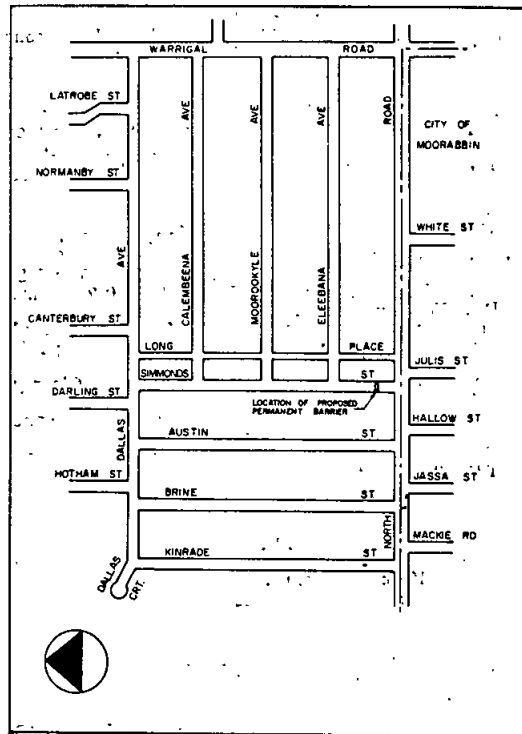 WARRIGAL ROAD
LATROBE ST
AVE
AVE
AVE
ROAD
CITY OF
MOORABBIN
NORMANBY ST
WHITE ST
AVE
CALEMBEENA
MOOROOKYLE
ELEEBANA
CANTERBURY ST
LONG PLACE
SIMMONDS ST
JULIS ST
DARLING ST
LOCATION OF PROPOSED
PERMANENT BARRIER
HALLOW ST
DALLAS
AUSTIN ST
HOTHAM ST
JASSA ST
BRINE ST
NORTH
MACKIE RD
KINRADE ST
DALLAS
CRT.